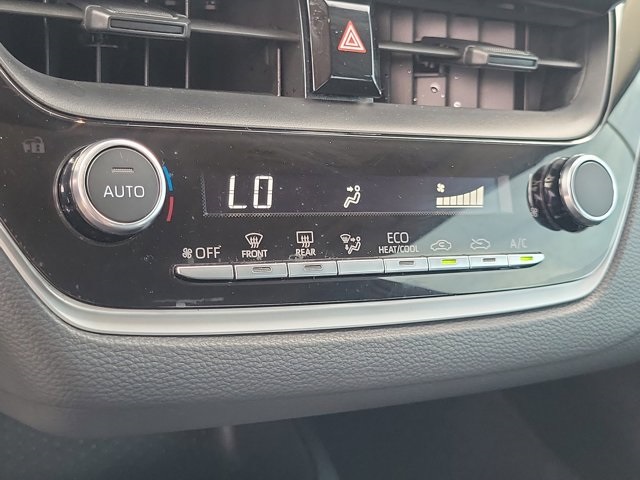 AUTO
LO
OFF
FRONT
REAR
ECO
HEAT/COOL
A/C